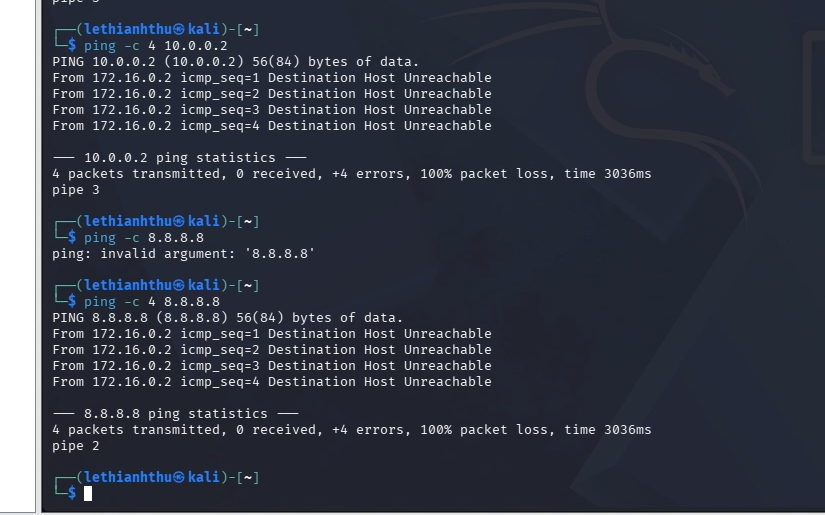 ┌──(lethianhthu㉿kali)-[~]
└─$ ping -c 4 10.0.0.2
PING 10.0.0.2 (10.0.0.2) 56(84) bytes of data.
From 172.16.0.2 icmp_seq=1 Destination Host Unreachable
From 172.16.0.2 icmp_seq=2 Destination Host Unreachable
From 172.16.0.2 icmp_seq=3 Destination Host Unreachable
From 172.16.0.2 icmp_seq=4 Destination Host Unreachable
--- 10.0.0.2 ping statistics ---
4 packets transmitted, 0 received, +4 errors, 100% packet loss, time 3036ms
pipe 3
┌──(lethianhthu㉿kali)-[~]
└─$ ping -c 8.8.8.8
ping: invalid argument: '8.8.8.8'
┌──(lethianhthu㉿kali)-[~]
└─$ ping -c 4 8.8.8.8
PING 8.8.8.8 (8.8.8.8) 56(84) bytes of data.
From 172.16.0.2 icmp_seq=1 Destination Host Unreachable
From 172.16.0.2 icmp_seq=2 Destination Host Unreachable
From 172.16.0.2 icmp_seq=3 Destination Host Unreachable
From 172.16.0.2 icmp_seq=4 Destination Host Unreachable
--- 8.8.8.8 ping statistics ---
4 packets transmitted, 0 received, +4 errors, 100% packet loss, time 3036ms
pipe 2
┌──(lethianhthu㉿kali)-[~]
└─$